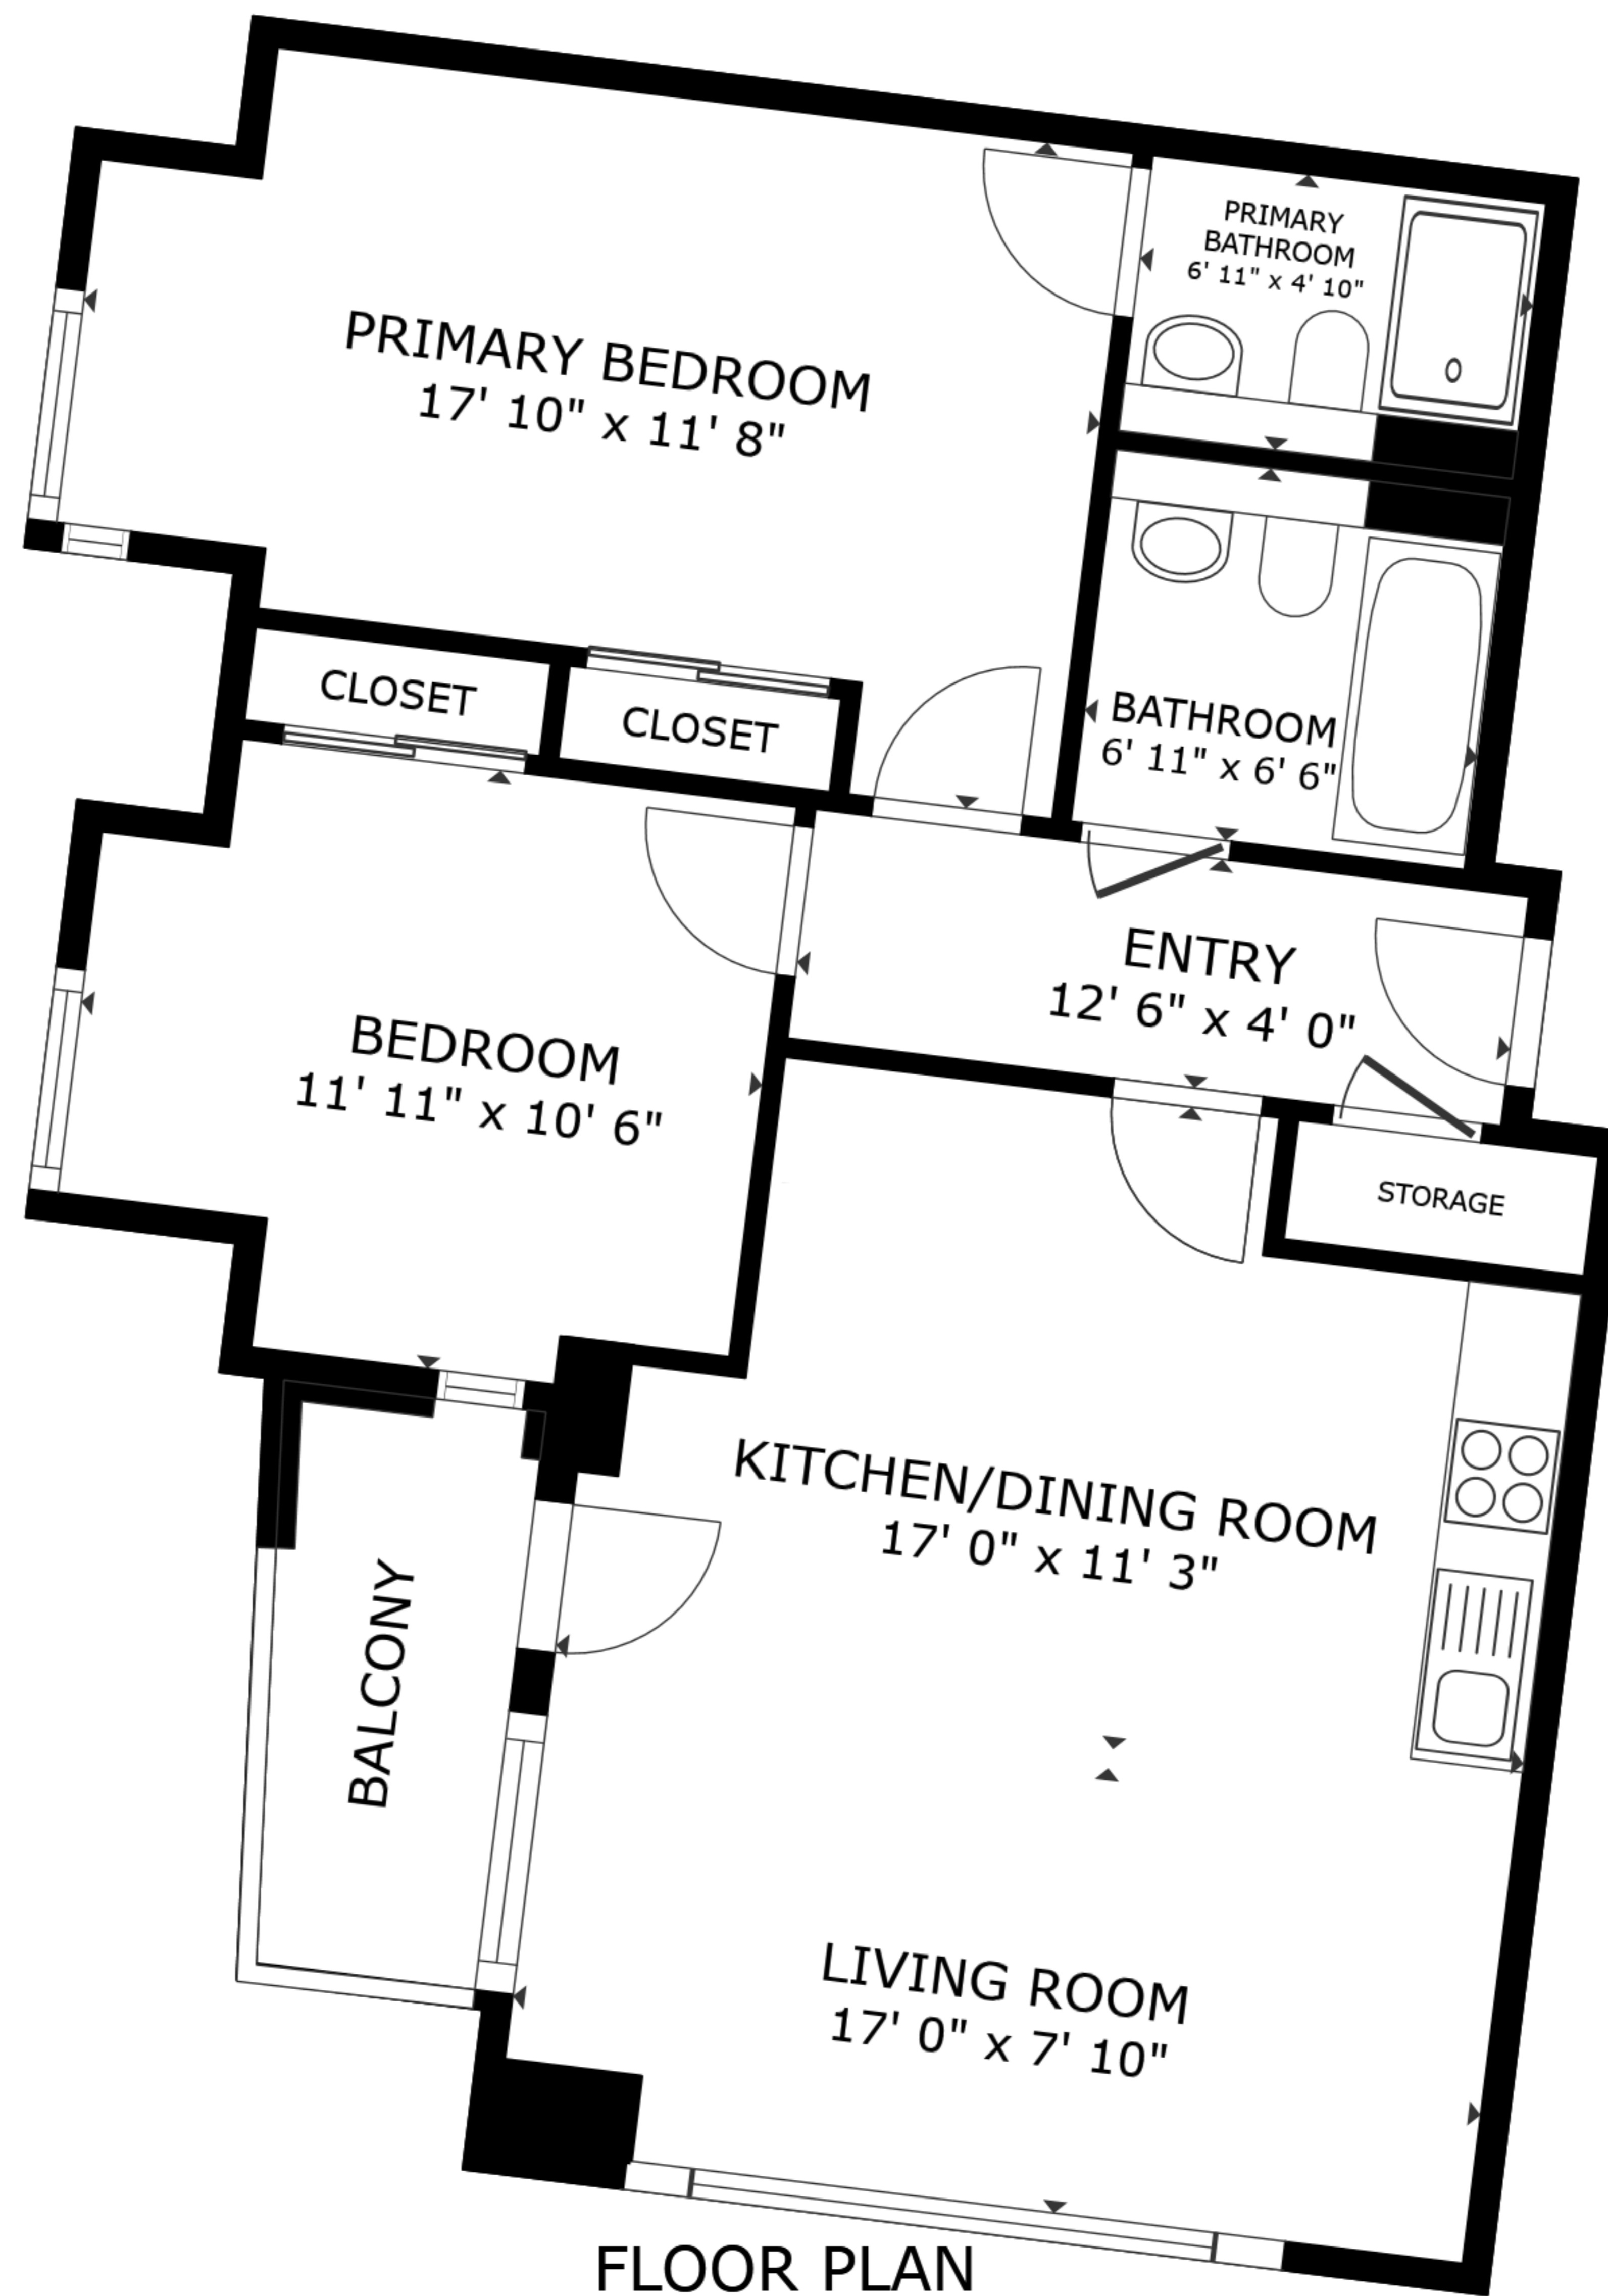 PRIMARY
BATHROOM
6' 11" x 4' 10"
PRIMARY BEDROOM
17' 10" x 11' 8"
CLOSET
CLOSET
BATHROOM
6' 11" x 6' 6"
ENTRY
12' 6" x 4' 0"
BEDROOM
11' 11" x 10' 6"
STORAGE
KITCHEN/DINING ROOM
17' 0" x 11' 3"
BALCONY
LIVING ROOM
17' 0" x 7' 10"
FLOOR PLAN